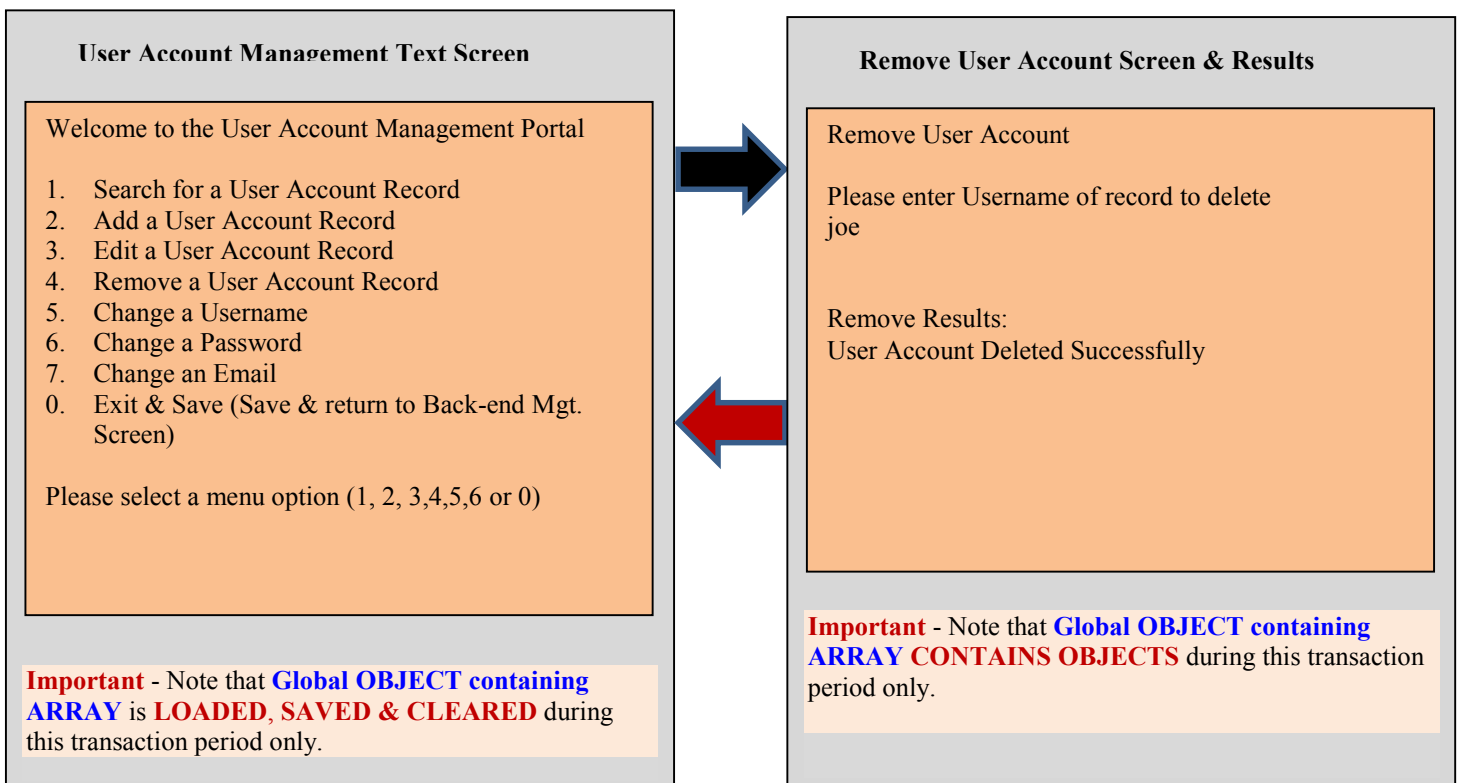 User Account Management Text Screen
Welcome to the User Account Management Portal
1. Search for a User Account Record
2. Add a User Account Record
3. Edit a User Account Record
4. Remove a User Account Record
5. Change a Username
6. Change a Password
7. Change an Email
0. Exit & Save (Save & return to Back-end Mgt.
Screen)
Please select a menu option (1, 2, 3,4,5,6 or 0)
Important - Note that Global OBJECT containing
ARRAY is LOADED, SAVED & CLEARED during
this transaction period only.
Remove User Account Screen & Results
Remove User Account
Please enter Username of record to delete
joe
Remove Results:
User Account Deleted Successfully
Important - Note that Global OBJECT containing
ARRAY CONTAINS OBJECTS during this transaction
period only.